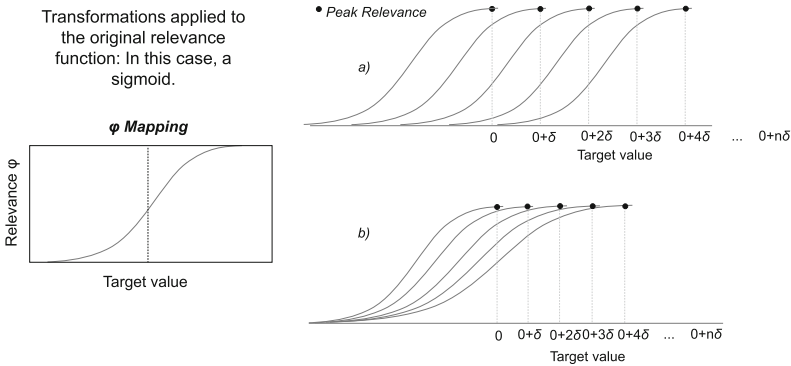 Transformations applied to
the original relevance
function: In this case, a
sigmoid.
φ Mapping
Relevance φ
Target value
Peak Relevance
a)
0 0+δ 0+2δ 0+3δ 0+4δ ... 0+nδ
Target value
b)
0 0+δ 0+2δ 0+3δ 0+4δ ... 0+nδ
Target value